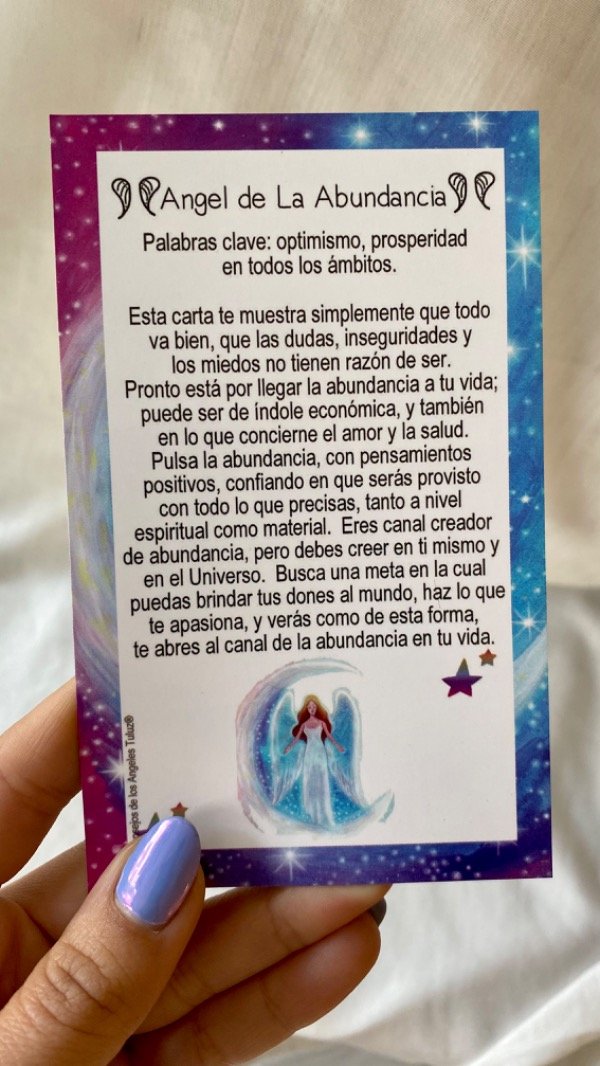 Angel de La Abundancia
Palabras clave: optimismo, prosperidad
en todos los ámbitos.
Esta carta te muestra simplemente que todo
va bien, que las dudas, inseguridades y
los miedos no tienen razón de ser.
Pronto está por llegar la abundancia a tu vida;
puede ser de índole económica, y también
en lo que concierne el amor y la salud.
Pulsa la abundancia, con pensamientos
positivos, confiando en que serás provisto
con todo lo que precisas, tanto a nivel
espiritual como material. Eres canal creador
de abundancia, pero debes creer en ti mismo y
en el Universo. Busca una meta en la cual
puedas brindar tus dones al mundo, haz lo que
te apasiona, y verás como de esta forma,
te abres al canal de la abundancia en tu vida.
de los Angeles Tuluz®